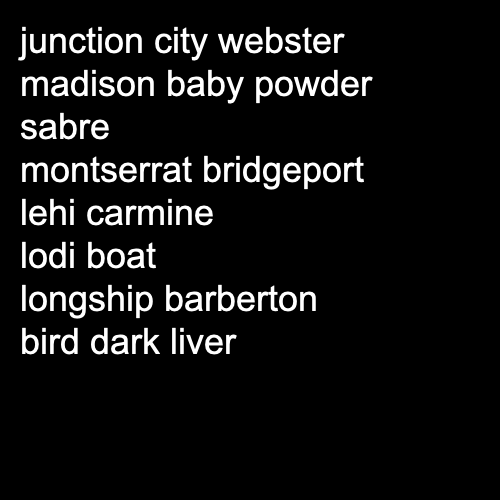 junction city webster
madison baby powder
sabre
montserrat bridgeport
lehi carmine
lodi boat
longship barberton
bird dark liver